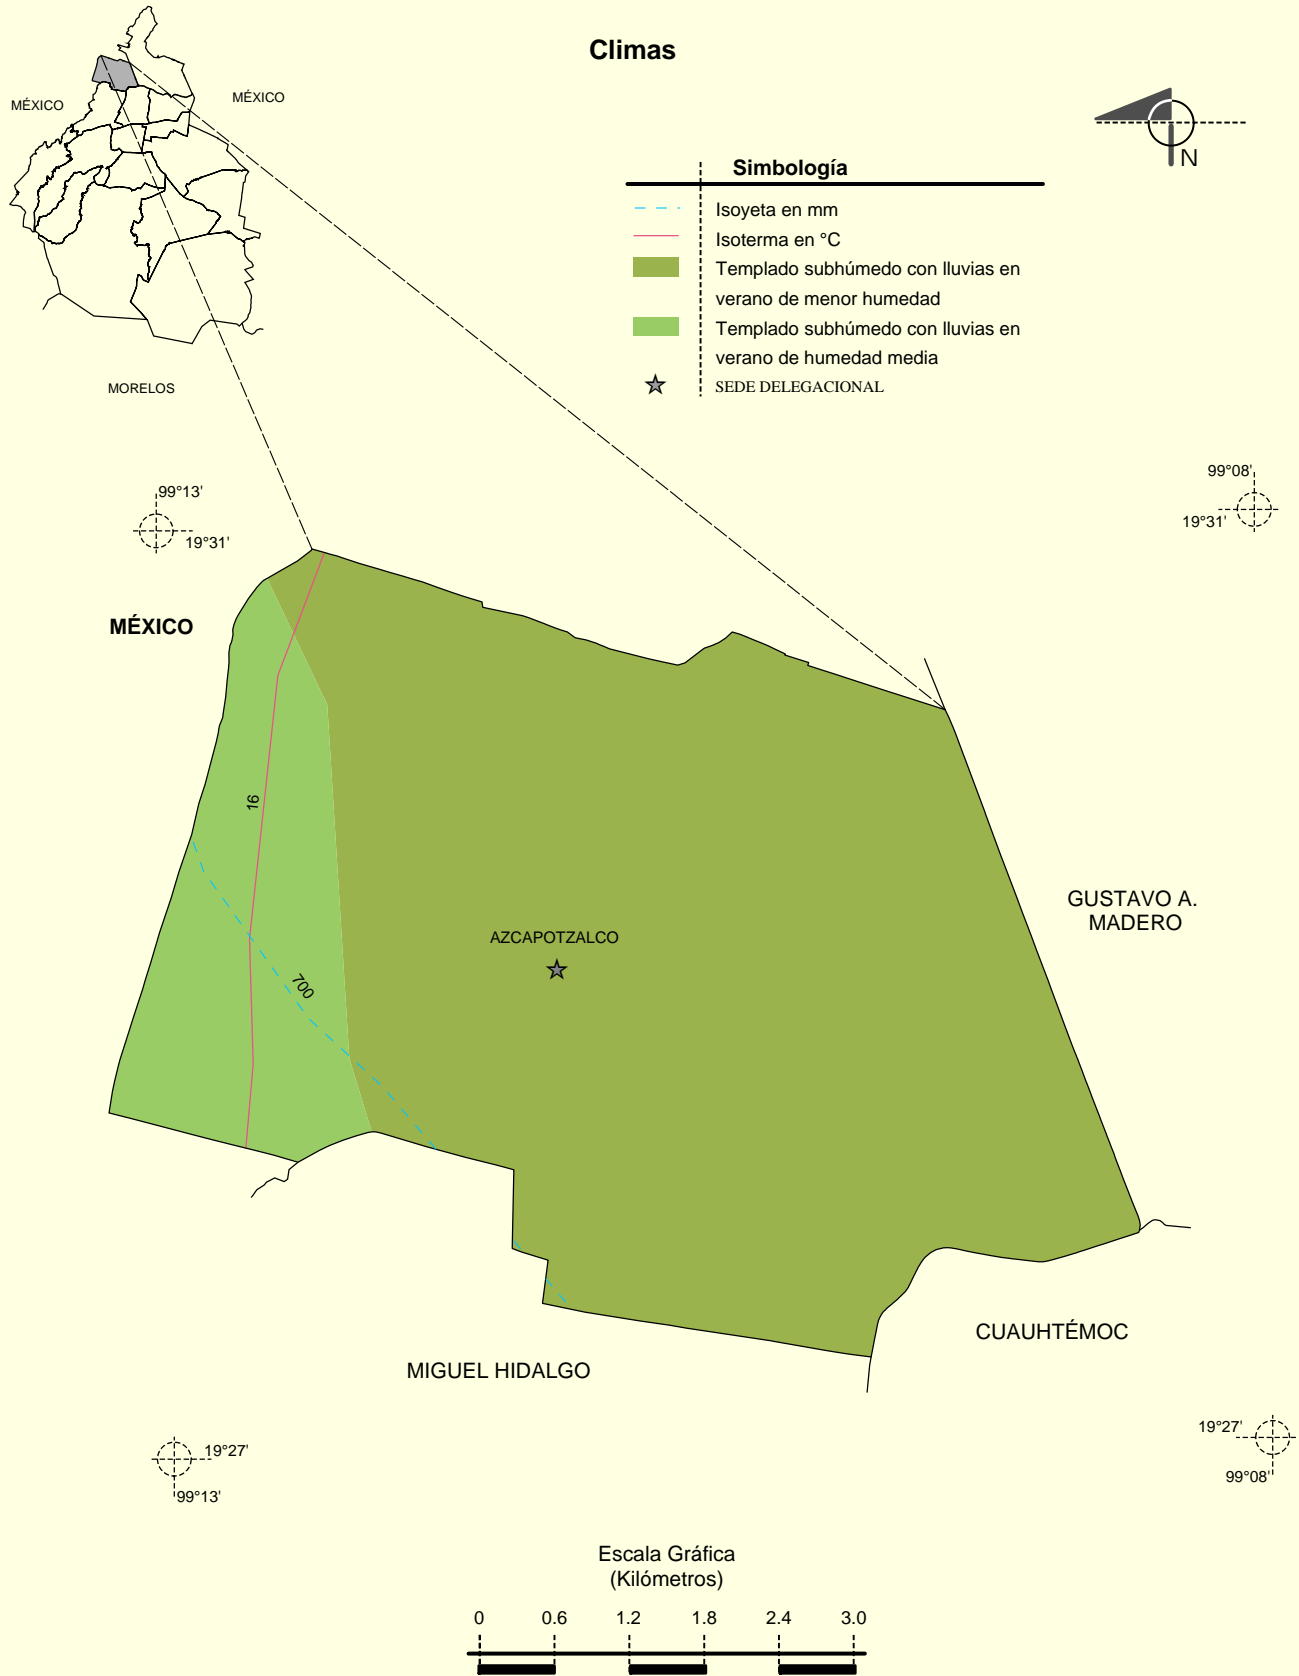 Climas
MÉXICO
MÉXICO
MORELOS
N
Simbología
Isoyeta en mm
Isoterma en °C
Templado subhúmedo con lluvias en
verano de menor humedad
Templado subhúmedo con lluvias en
verano de humedad media
SEDE DELEGACIONAL
99°13'
19°31'
99°08'
19°31'
MÉXICO
16
700
AZCAPOTZALCO
GUSTAVO A.
MADERO
CUAUHTÉMOC
MIGUEL HIDALGO
19°27'
99°13'
19°27'
99°08'
Escala Gráfica
(Kilómetros)
0 0.6 1.2 1.8 2.4 3.0